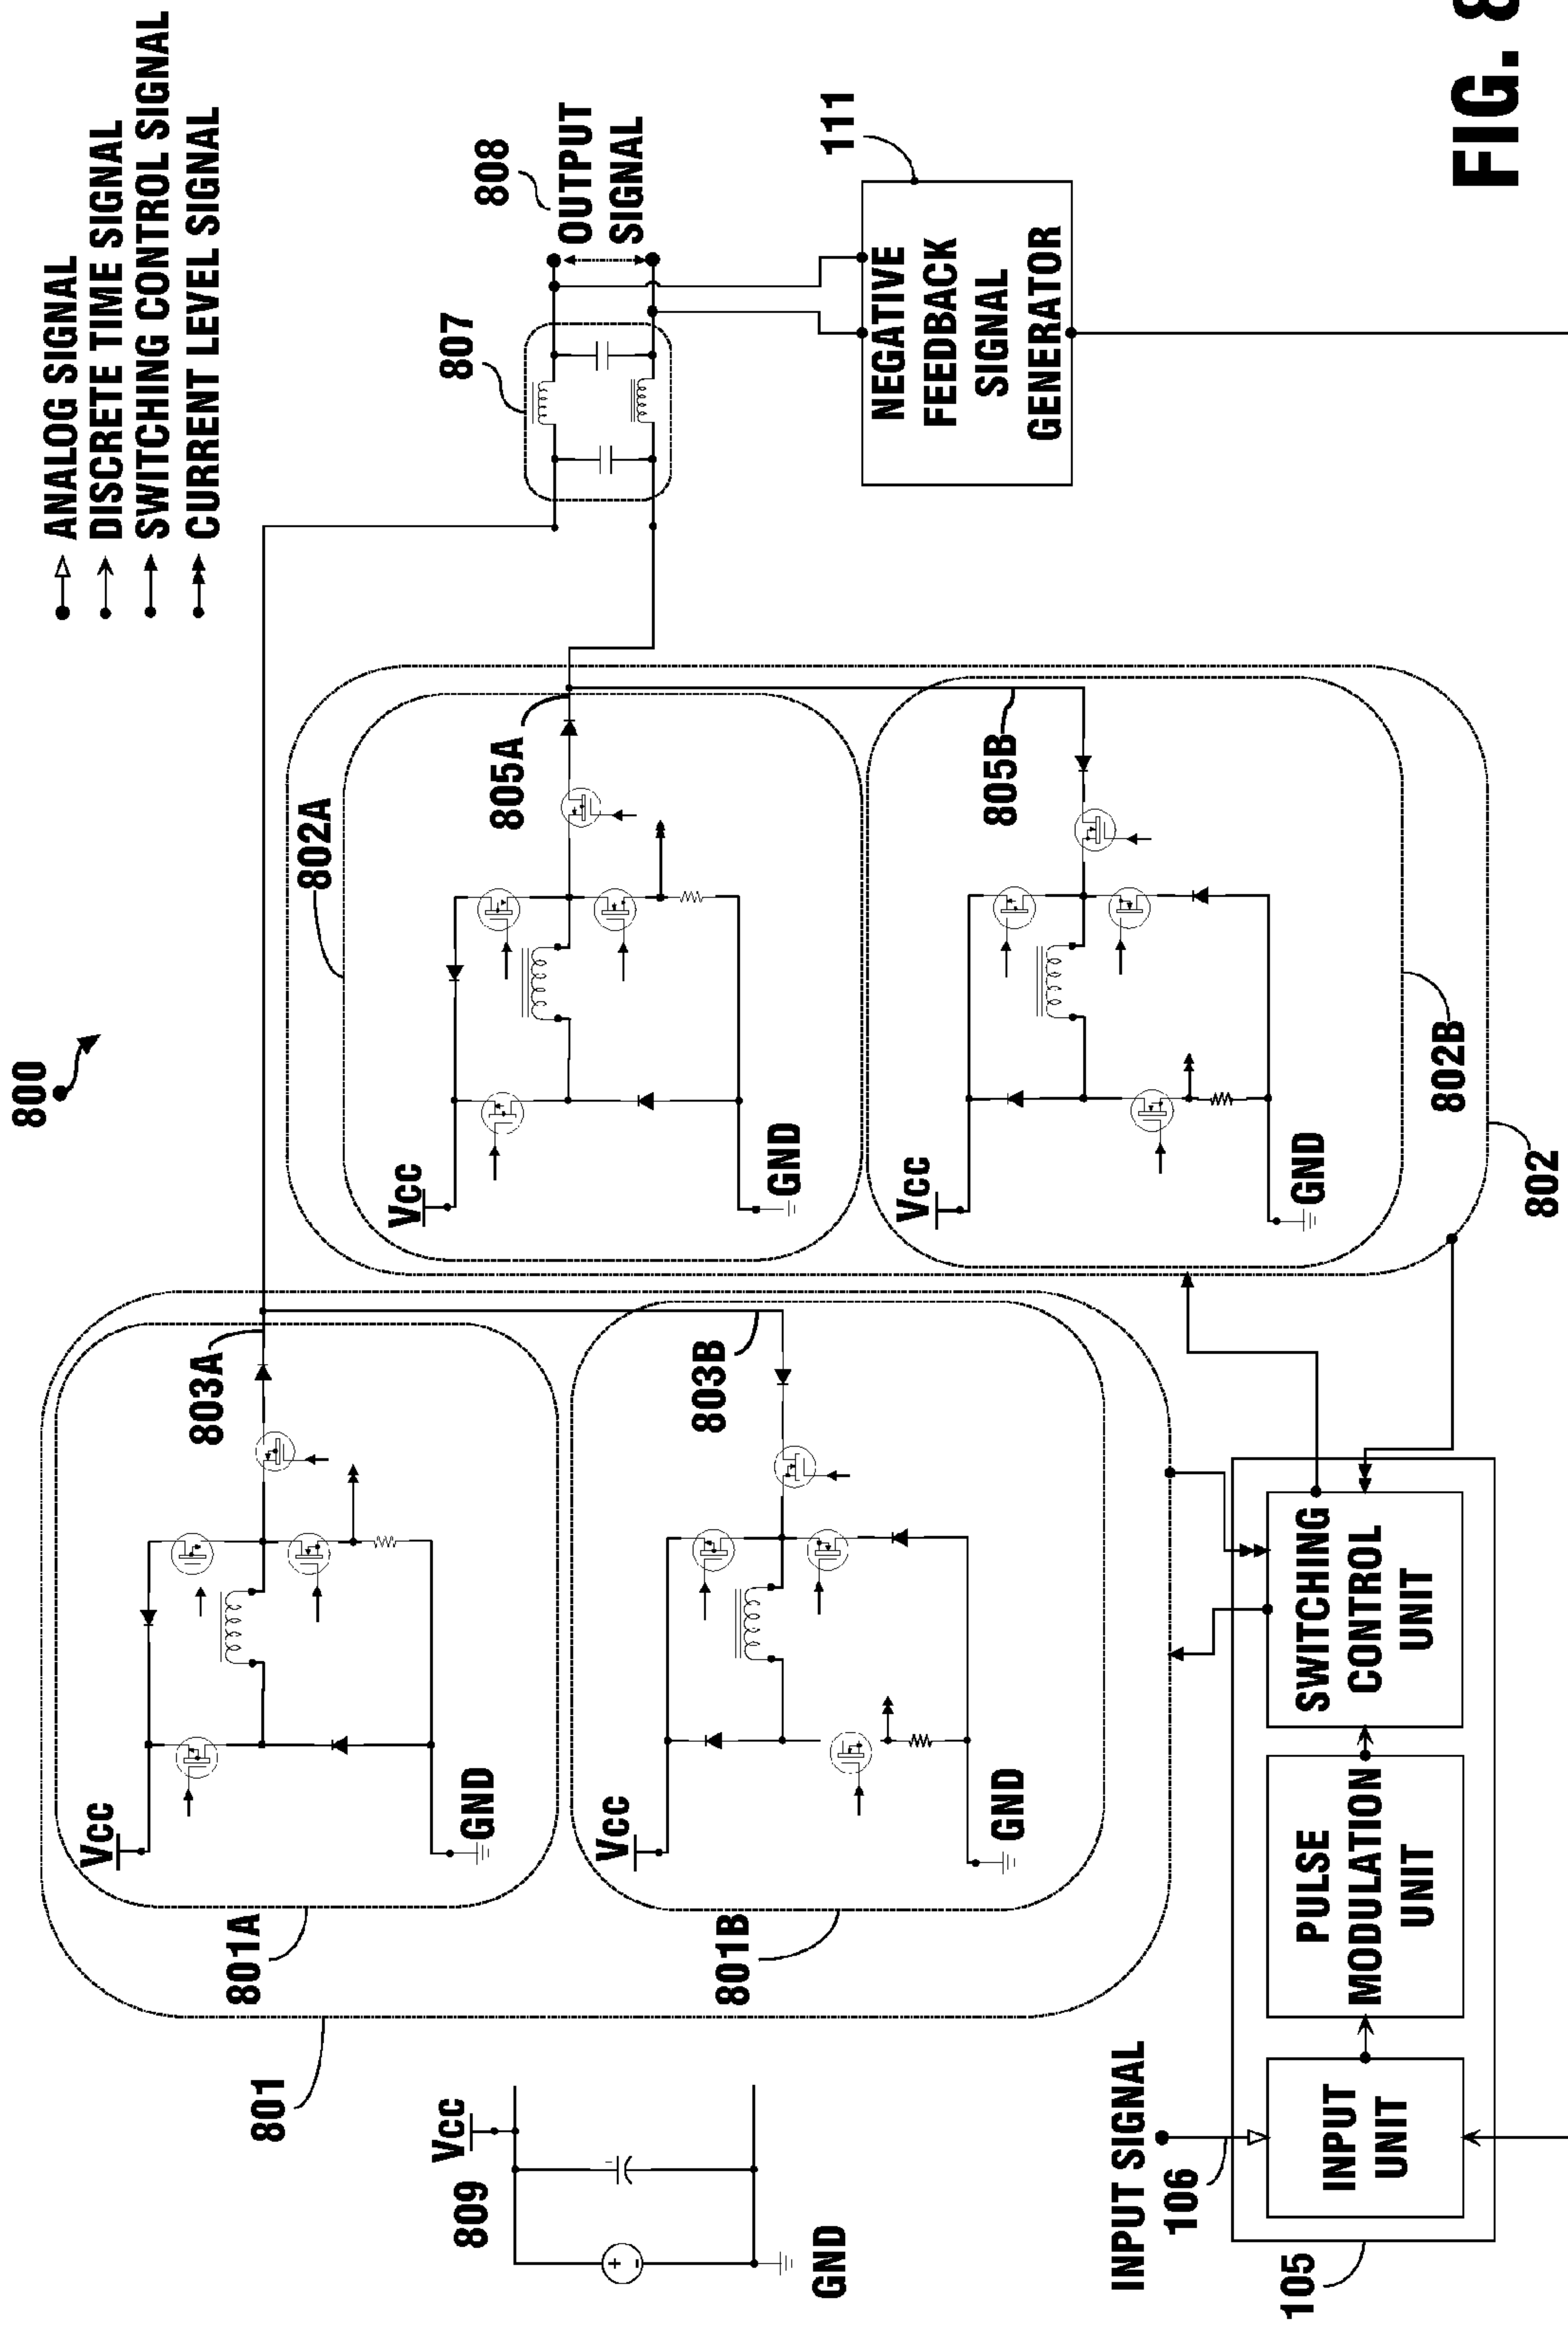 800
ANALOG SIGNAL
DISCRETE TIME SIGNAL
SWITCHING CONTROL SIGNAL
CURRENT LEVEL SIGNAL
801
801A
Vcc
GND
803A
801B
Vcc
GND
803B
802A
Vcc
GND
805A
Vcc
GND
805B
802B
802
807
808
OUTPUT
SIGNAL
111
NEGATIVE
FEEDBACK
SIGNAL
GENERATOR
809
Vcc
+
-
GND
INPUT SIGNAL
106
105
INPUT
UNIT
PULSE
MODULATION
UNIT
SWITCHING
CONTROL
UNIT
FIG. 8